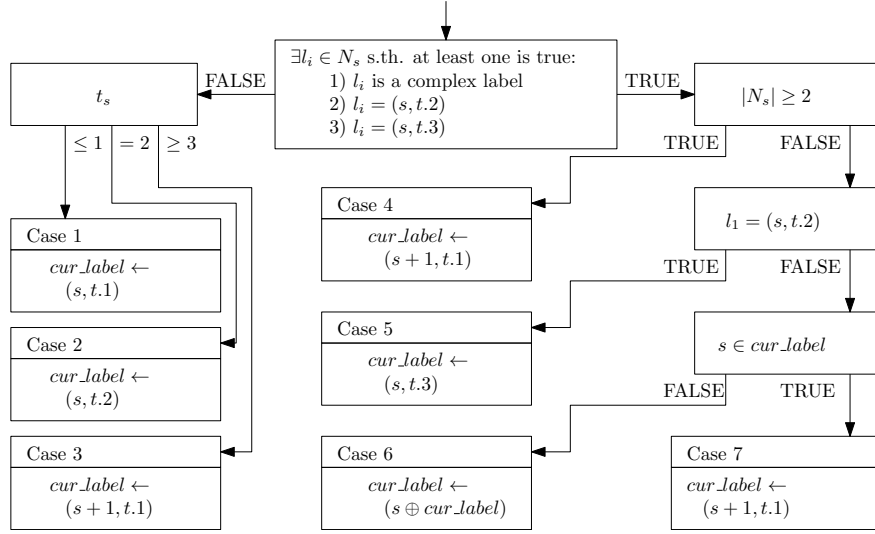 ∃l_i ∈ N_s s.th. at least one is true:
1) l_i is a complex label
2) l_i = (s, t.2)
3) l_i = (s, t.3)
FALSE
TRUE
t_s
|N_s| ≥ 2
≤ 1
= 2
≥ 3
TRUE
FALSE
Case 4
cur_label ←
(s + 1, t.1)
l_1 = (s, t.2)
Case 1
cur_label ←
(s, t.1)
TRUE
FALSE
Case 5
cur_label ←
(s, t.3)
s ∈ cur_label
Case 2
cur_label ←
(s, t.2)
FALSE
TRUE
Case 3
cur_label ←
(s + 1, t.1)
Case 6
cur_label ←
(s ⊕ cur_label)
Case 7
cur_label ←
(s + 1, t.1)